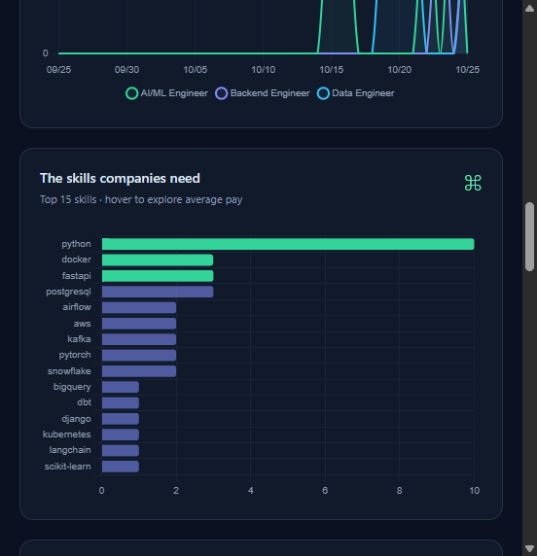 0
09/25 09/30 10/05 10/10 10/15 10/20 10/25
AI/ML Engineer Backend Engineer Data Engineer
The skills companies need
Top 15 skills · hover to explore average pay
python
docker
fastapi
postgresql
airflow
aws
kafka
pytorch
snowflake
bigquery
dbt
django
kubernetes
langchain
scikit-learn
0 2 4 6 8 10